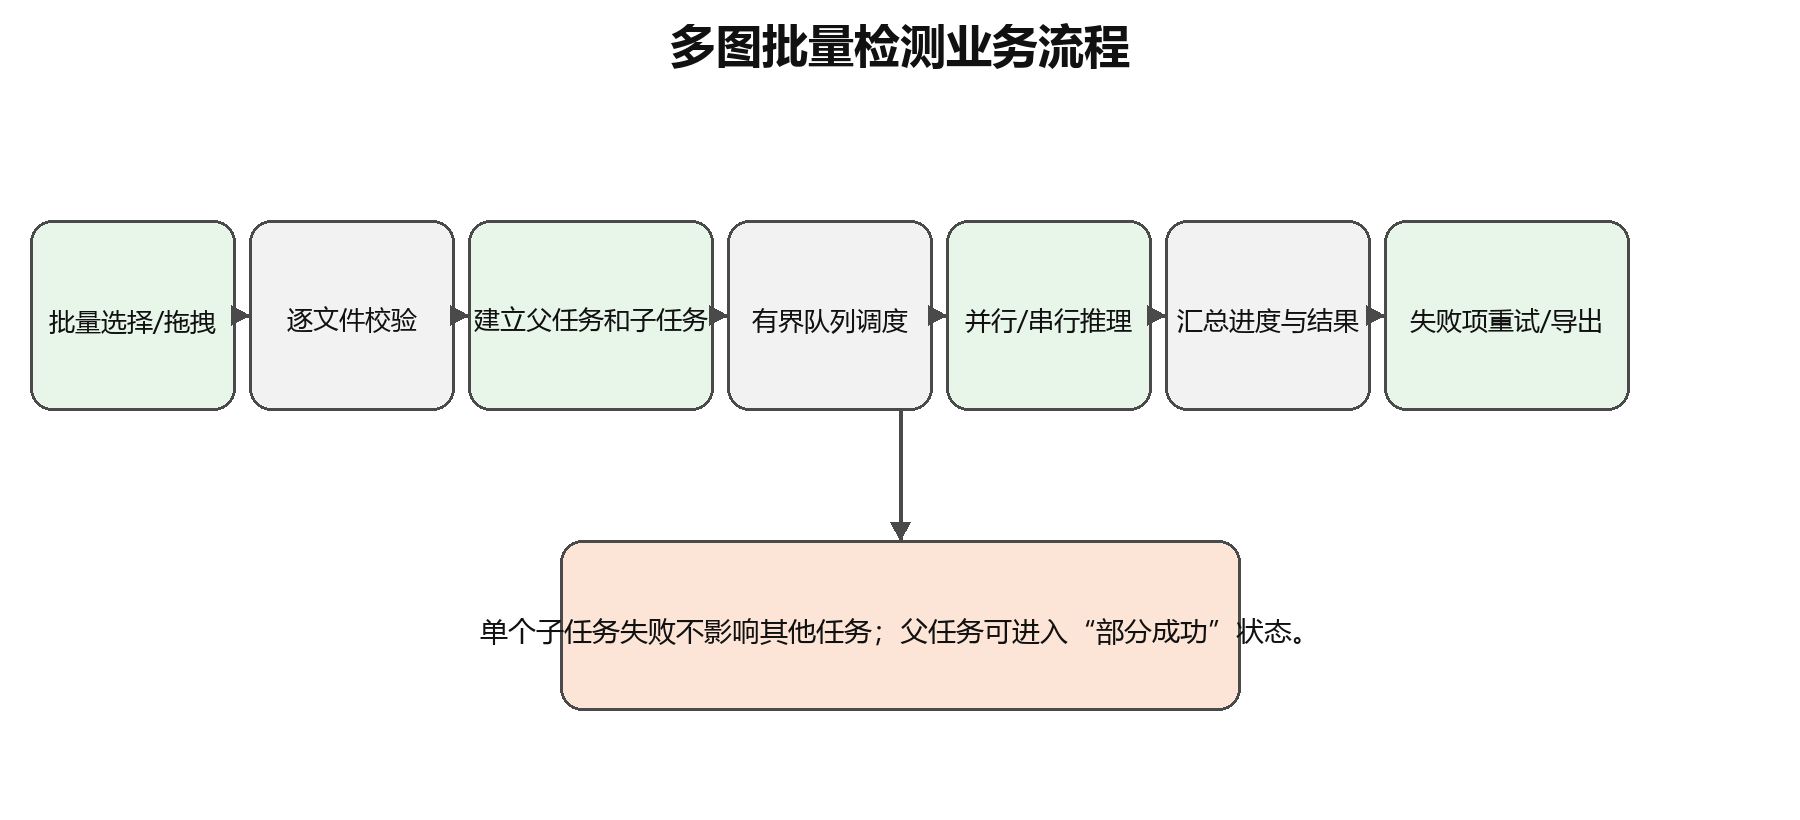 多图批量检测业务流程
批量选择/拖拽
逐文件校验
建立父任务和子任务
有界队列调度
并行/串行推理
汇总进度与结果
失败项重试/导出
单个子任务失败不影响其他任务；父任务可进入“部分成功”状态。